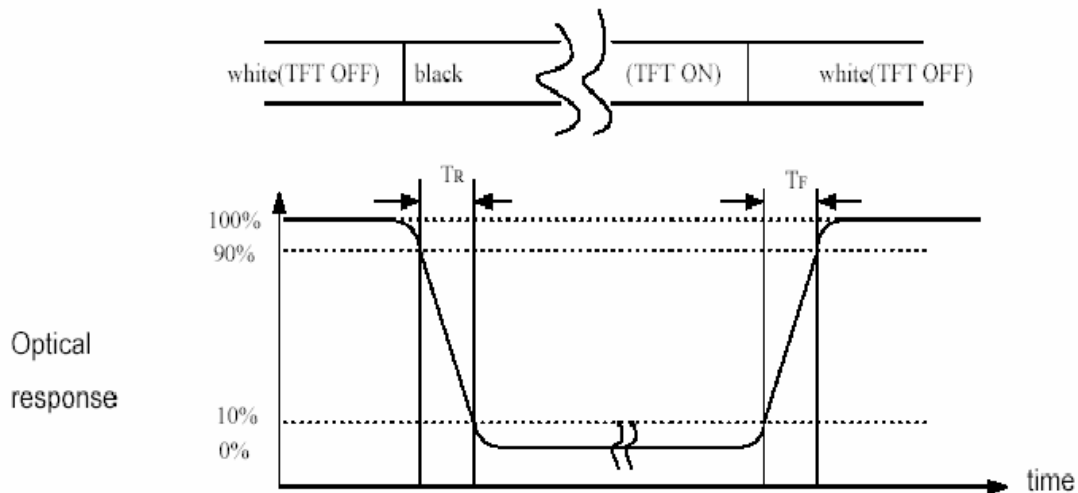 white(TFT OFF) black (TFT ON) white(TFT OFF)
TR TF
100%
90%
Optical
response
10%
0%
time